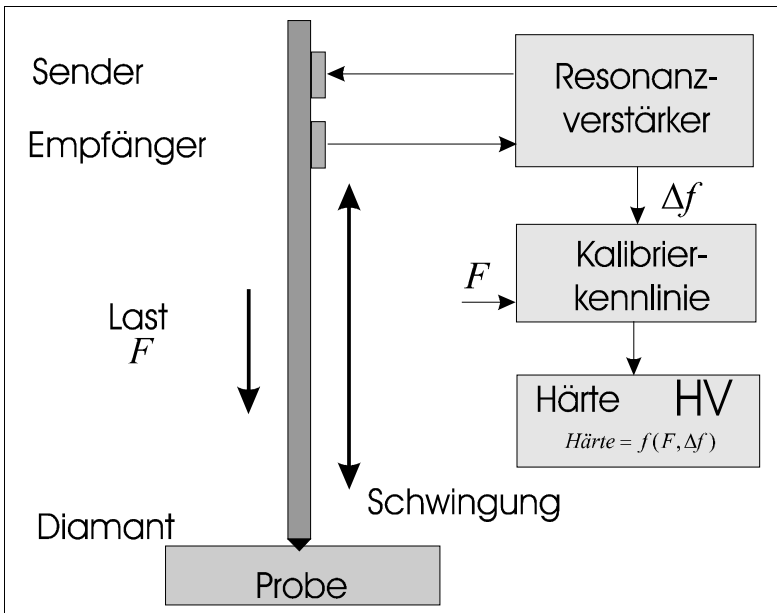 Sender
Empfänger
Resonanz-
verstärker
Δf
Kalibrier-
kennlinie
F
Last
F
Härte HV
Härte = f(F,Δf)
Schwingung
Diamant
Probe